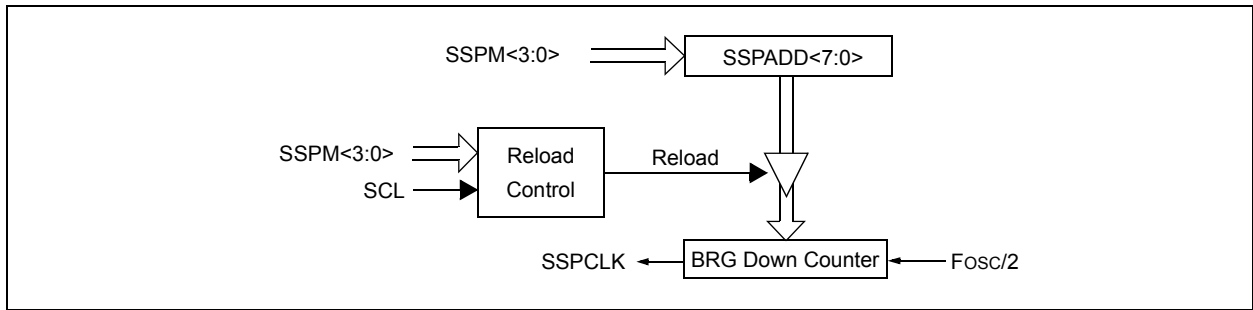 SSPM<3:0>
SSPADD<7:0>
SSPM<3:0>
SCL
Reload
Control
Reload
SSPCLK
BRG Down Counter
FOSC/2